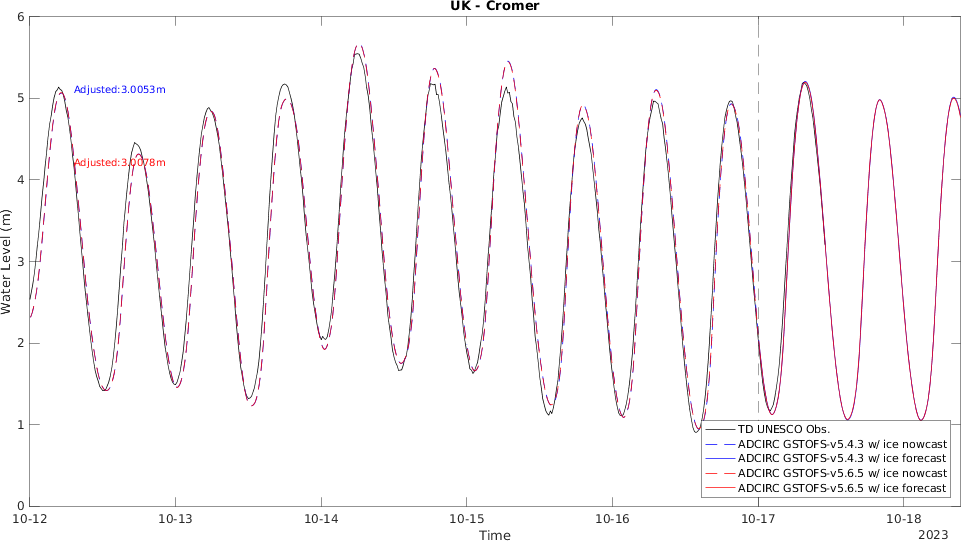 UK - Cromer
6
5
4
3
2
1
0
Water Level (m)
Adjusted:3.0053m
Adjusted:3.0078m
TD UNESCO Obs.
ADCIRC GSTOFS-v5.4.3 w/ ice nowcast
ADCIRC GSTOFS-v5.4.3 w/ ice forecast
ADCIRC GSTOFS-v5.6.5 w/ ice nowcast
ADCIRC GSTOFS-v5.6.5 w/ ice forecast
10-12 10-13 10-14 10-15 10-16 10-17 10-18
Time 2023